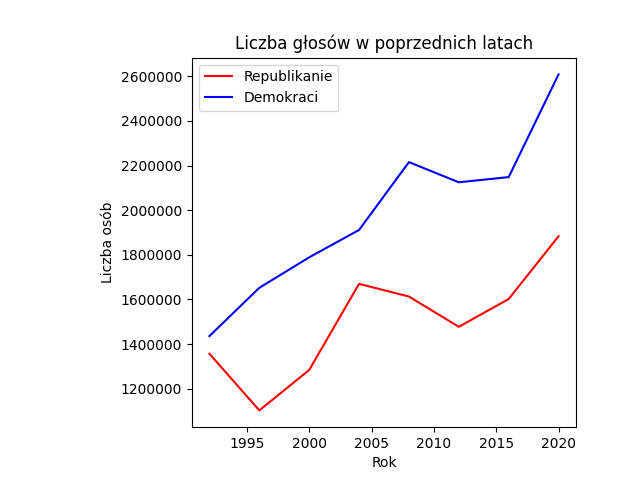 Liczba głosów w poprzednich latach
Republikanie
Demokraci
2600000
2400000
2200000
2000000
1800000
1600000
1400000
1200000
Liczba osób
1995 2000 2005 2010 2015 2020
Rok